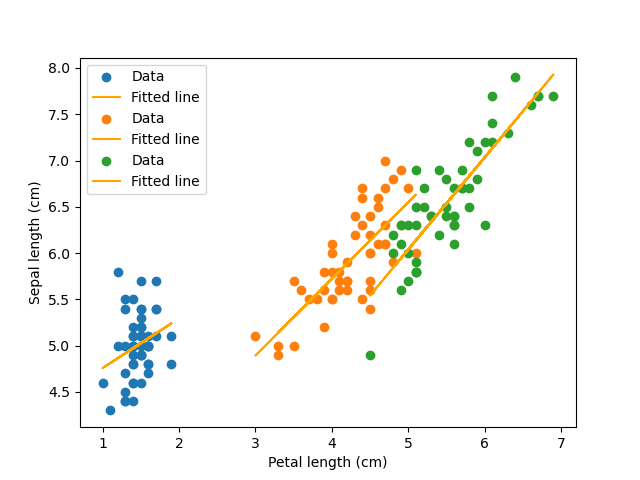 Data
Fitted line
Data
Fitted line
Data
Fitted line
8.0
7.5
7.0
6.5
6.0
5.5
5.0
4.5
Sepal length (cm)
1 2 3 4 5 6 7
Petal length (cm)